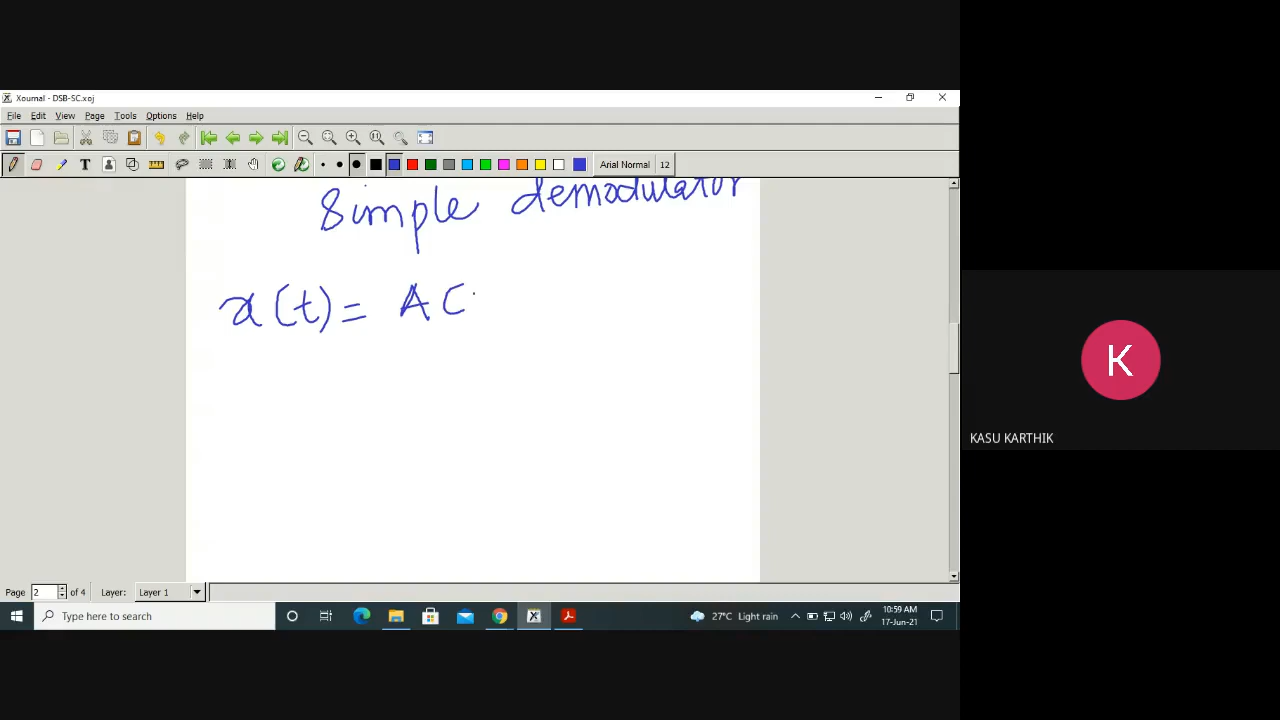 Xournal - DSB-SC.xoj
File Edit View Page Tools Options Help
Arial Normal 12
Simple demodulator
x(t) = AC
K
KASU KARTHIK
Page 2 of 4 Layer: Layer 1
Type here to search
27°C Light rain
10:59 AM
17-Jun-21